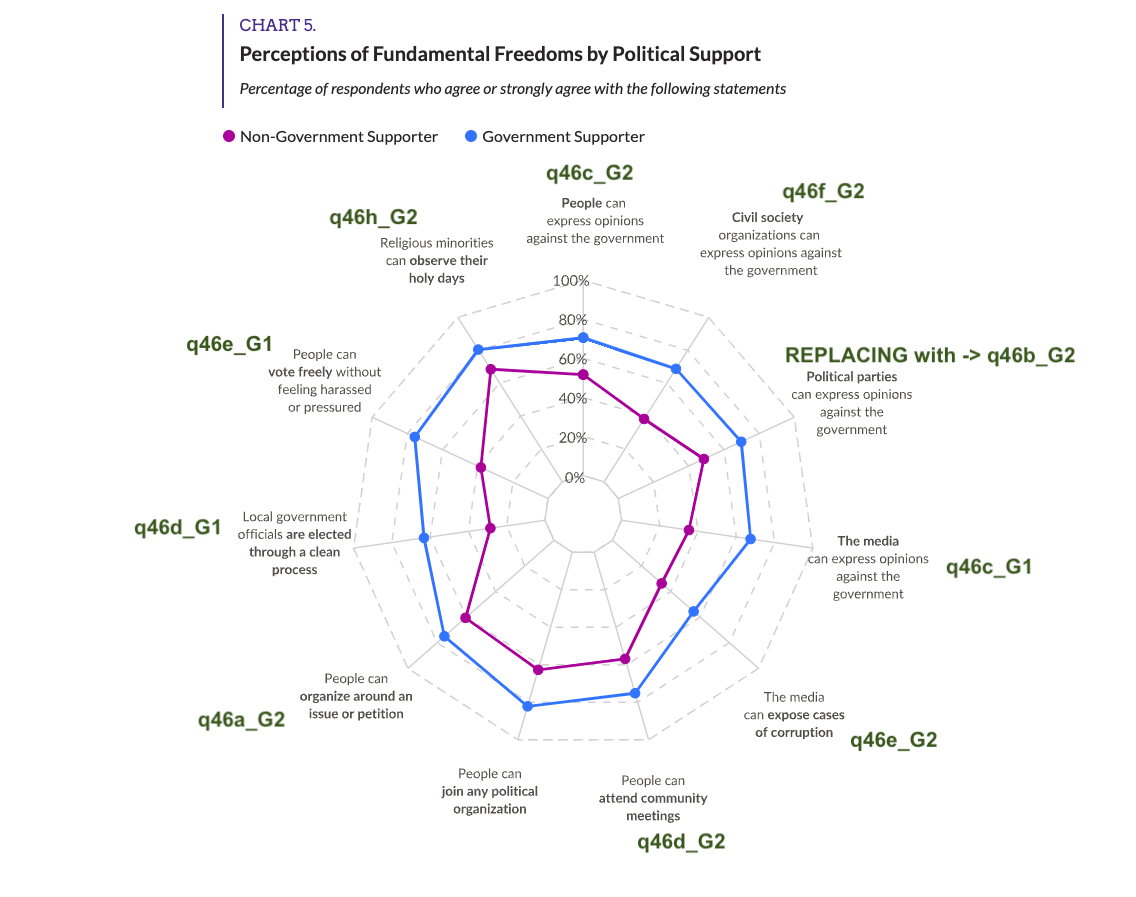 CHART 5.
Perceptions of Fundamental Freedoms by Political Support
Percentage of respondents who agree or strongly agree with the following statements
Non-Government Supporter
Government Supporter
q46c_G2
People can
express opinions
against the government
q46f_G2
Civil society
organizations can
express opinions against
the government
REPLACING with -> q46b_G2
Political parties
can express opinions
against the
government
The media
can express opinions
against the
government
q46c_G1
The media
can expose cases
of corruption
q46e_G2
People can
attend community
meetings
q46d_G2
People can
join any political
organization
People can
organize around an
issue or petition
q46a_G2
q46d_G1
Local government
officials are elected
through a clean
process
q46e_G1
People can
vote freely without
feeling harassed
or pressured
q46h_G2
Religious minorities
can observe their
holy days
100%
80%
60%
40%
20%
0%